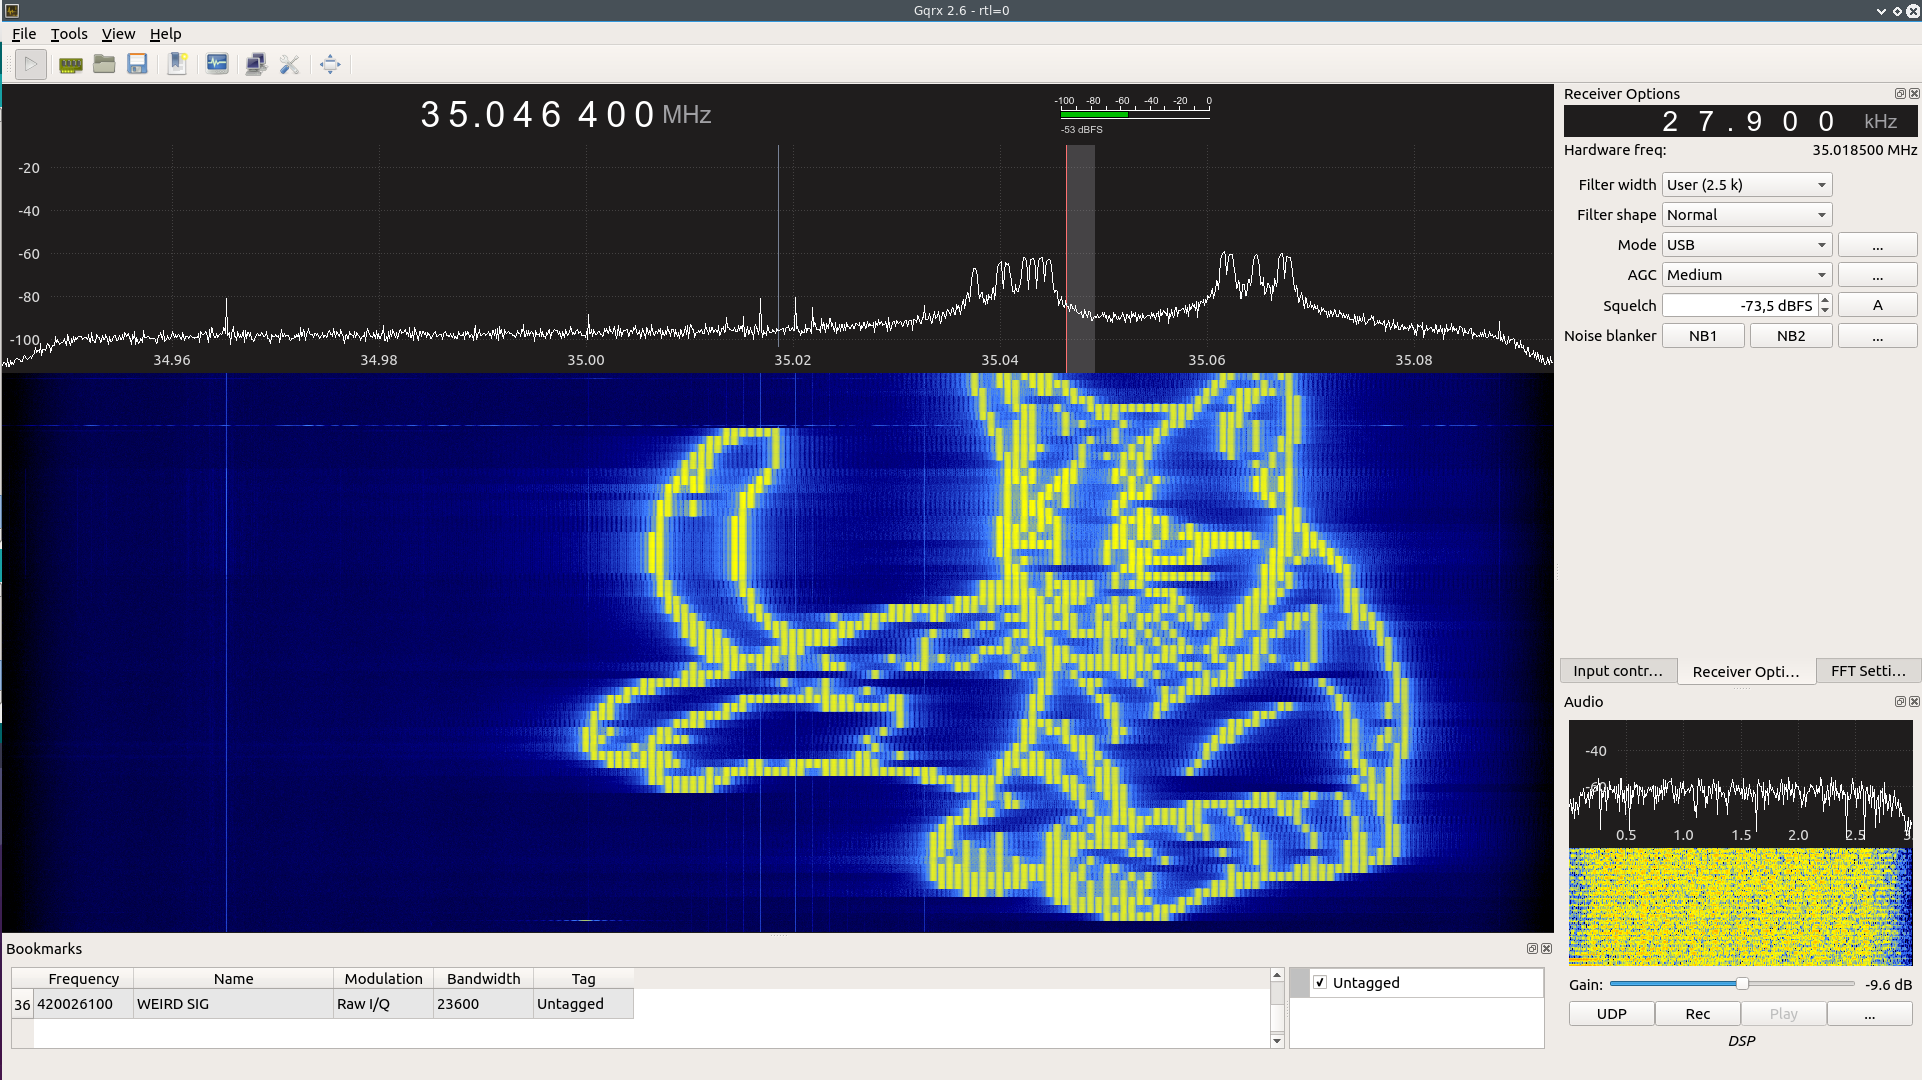 Gqrx 2.6 - rtl=0
File Tools View Help
35.046 400 MHz
-100 -80 -60 -40 -20 0
-53 dBFS
-20
-40
-60
-80
-100
34.96 34.98 35.00 35.02 35.04 35.06 35.08
Receiver Options
27.900 kHz
Hardware freq: 35.018500 MHz
Filter width User (2.5 k)
Filter shape Normal
Mode USB ...
AGC Medium ...
Squelch -73,5 dBFS A
Noise blanker NB1 NB2 ...
Input contr... Receiver Opti... FFT Setti...
Audio
-40
0.5 1.0 1.5 2.0 2.5
Gain: -9.6 dB
UDP Rec Play ...
DSP
Bookmarks
Frequency Name Modulation Bandwidth Tag
36 420026100 WEIRD SIG Raw I/Q 23600 Untagged
Untagged